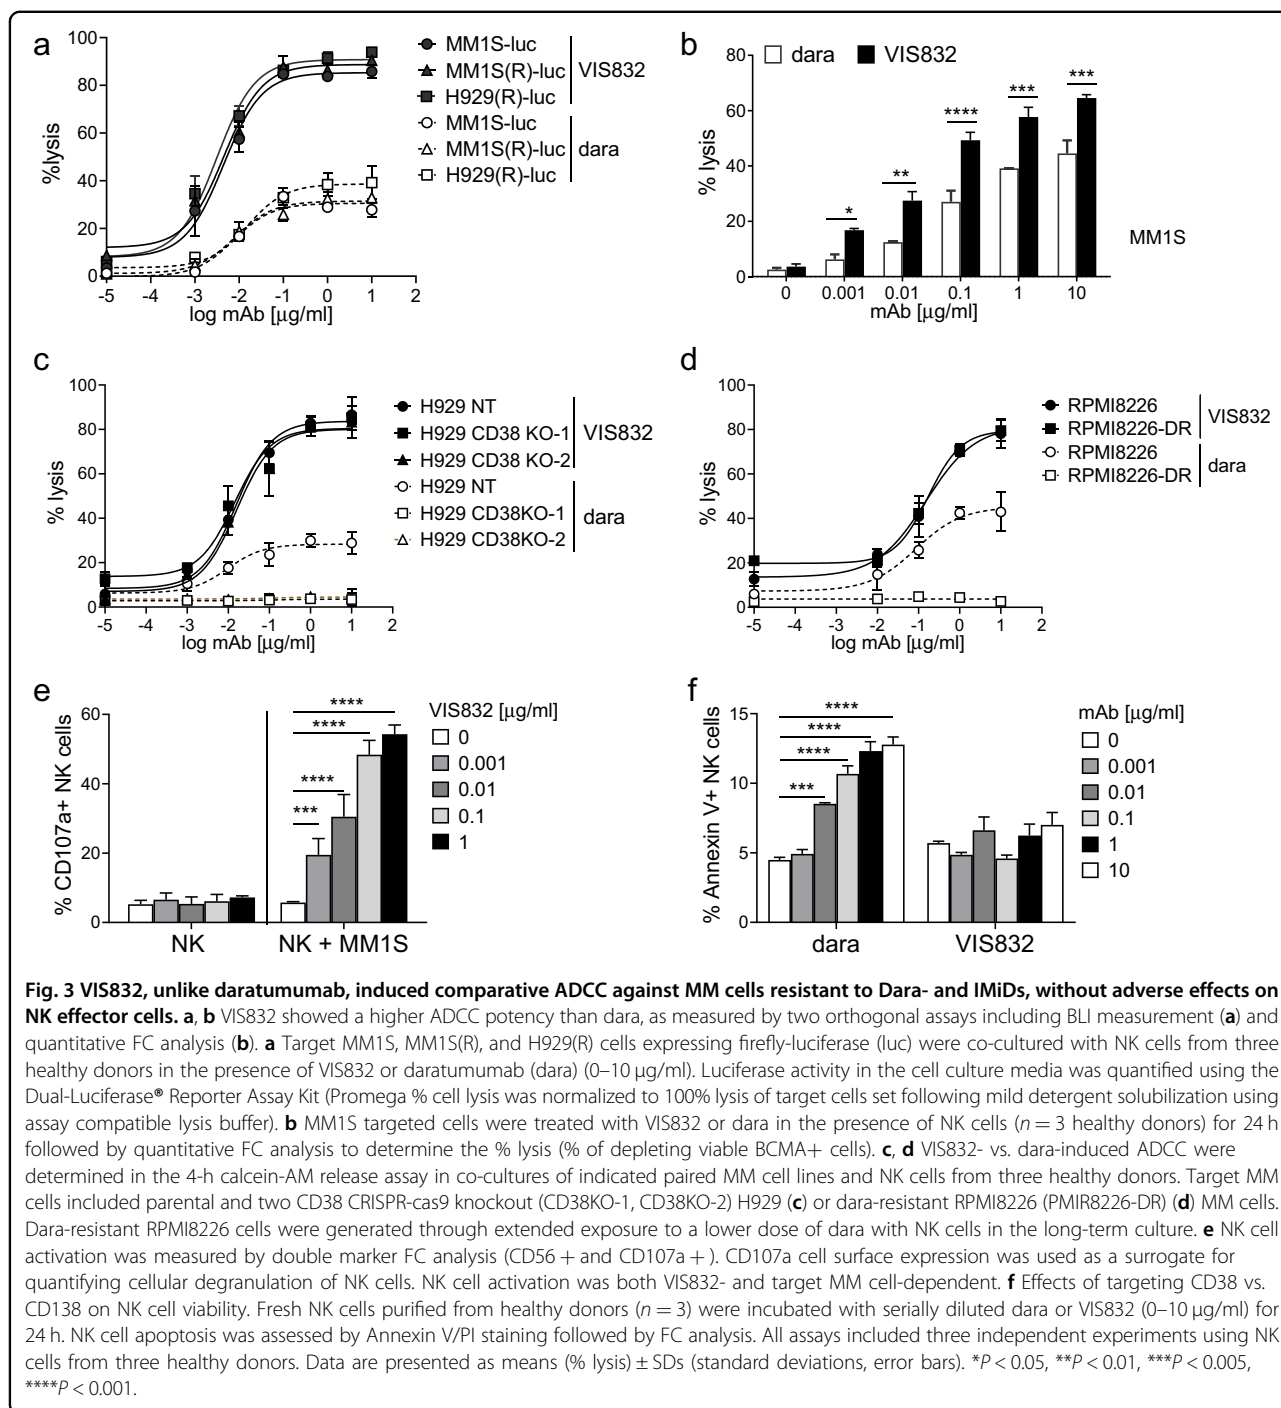 a
100
80
60
40
20
0
%lysis
-5 -4 -3 -2 -1 0 1 2
log mAb [μg/ml]
MM1S-luc
MM1S(R)-luc
H929(R)-luc
VIS832
MM1S-luc
MM1S(R)-luc
H929(R)-luc
dara
b
dara VIS832
80
60
40
20
0
% lysis
* ** **** *** ***
0 0.001 0.01 0.1 1 10
mAb [μg/ml]
MM1S
c
100
80
60
40
20
0
% lysis
-5 -4 -3 -2 -1 0 1 2
log mAb [μg/ml]
H929 NT
H929 CD38 KO-1
H929 CD38 KO-2
VIS832
H929 NT
H929 CD38KO-1
H929 CD38KO-2
dara
d
100
80
60
40
20
0
% lysis
-5 -4 -3 -2 -1 0 1 2
log mAb [μg/ml]
RPMI8226
RPMI8226-DR
VIS832
RPMI8226
RPMI8226-DR
dara
e
60
40
20
0
% CD107a+ NK cells
****
****
****
***
NK NK + MM1S
VIS832 [μg/ml]
0
0.001
0.01
0.1
1
f
15
10
5
0
% Annexin V+ NK cells
****
****
****
***
dara VIS832
mAb [μg/ml]
0
0.001
0.01
0.1
1
10
Fig. 3 VIS832, unlike daratumumab, induced comparative ADCC against MM cells resistant to Dara- and IMiDs, without adverse effects on
NK effector cells. a, b VIS832 showed a higher ADCC potency than dara, as measured by two orthogonal assays including BLI measurement (a) and
quantitative FC analysis (b). a Target MM1S, MM1S(R), and H929(R) cells expressing firefly-luciferase (luc) were co-cultured with NK cells from three
healthy donors in the presence of VIS832 or daratumumab (dara) (0–10 μg/ml). Luciferase activity in the cell culture media was quantified using the
Dual-Luciferase® Reporter Assay Kit (Promega % cell lysis was normalized to 100% lysis of target cells set following mild detergent solubilization using
assay compatible lysis buffer). b MM1S targeted cells were treated with VIS832 or dara in the presence of NK cells (n = 3 healthy donors) for 24 h
followed by quantitative FC analysis to determine the % lysis (% of depleting viable BCMA+ cells). c, d VIS832- vs. dara-induced ADCC were
determined in the 4-h calcein-AM release assay in co-cultures of indicated paired MM cell lines and NK cells from three healthy donors. Target MM
cells included parental and two CD38 CRISPR-cas9 knockout (CD38KO-1, CD38KO-2) H929 (c) or dara-resistant RPMI8226 (PMIR8226-DR) (d) MM cells.
Dara-resistant RPMI8226 cells were generated through extended exposure to a lower dose of dara with NK cells in the long-term culture. e NK cell
activation was measured by double marker FC analysis (CD56 + and CD107a +). CD107a cell surface expression was used as a surrogate for
quantifying cellular degranulation of NK cells. NK cell activation was both VIS832- and target MM cell-dependent. f Effects of targeting CD38 vs.
CD138 on NK cell viability. Fresh NK cells purified from healthy donors (n = 3) were incubated with serially diluted dara or VIS832 (0–10 μg/ml) for
24 h. NK cell apoptosis was assessed by Annexin V/PI staining followed by FC analysis. All assays included three independent experiments using NK
cells from three healthy donors. Data are presented as means (% lysis) ± SDs (standard deviations, error bars). *P < 0.05, **P < 0.01, ***P < 0.005,
****P < 0.001.